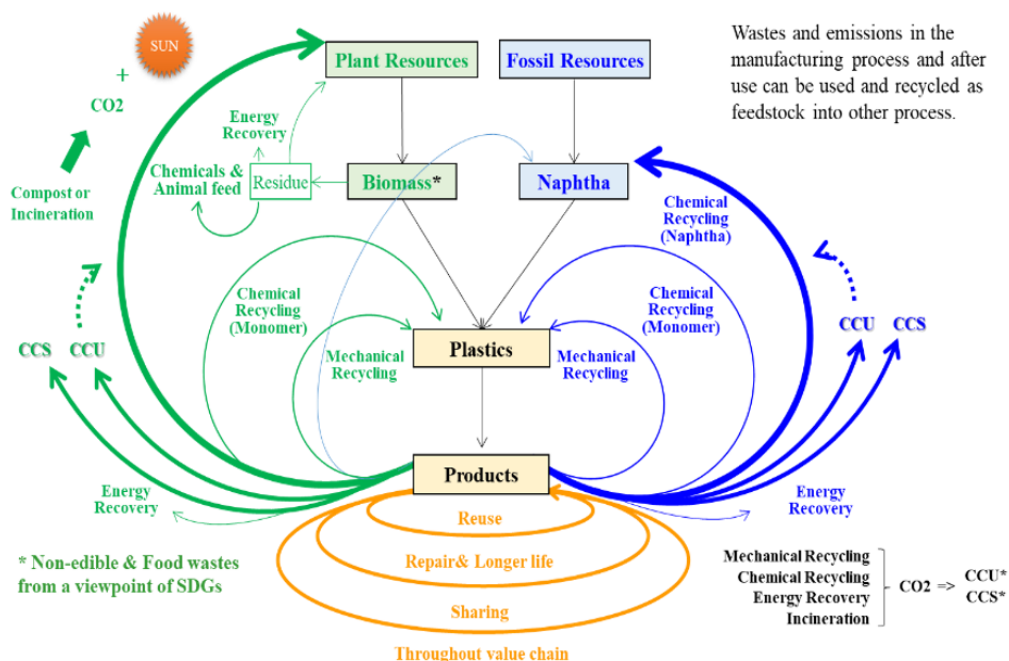 SUN
+
CO2
Compost or
Incineration
Plant Resources
Fossil Resources
Wastes and emissions in the
manufacturing process and after
use can be used and recycled as
feedstock into other process.
Energy
Recovery
Chemicals &
Animal feed
Residue
Biomass*
Naphtha
Chemical
Recycling
(Naphtha)
Chemical
Recycling
(Monomer)
Chemical
Recycling
(Monomer)
CCS
CCU
CCU
CCS
Mechanical
Recycling
Plastics
Mechanical
Recycling
Products
Energy
Recovery
Energy
Recovery
Reuse
Repair& Longer life
Sharing
Throughout value chain
* Non-edible & Food wastes
from a viewpoint of SDGs
Mechanical Recycling
Chemical Recycling
Energy Recovery
Incineration
CO2 =>
CCU*
CCS*